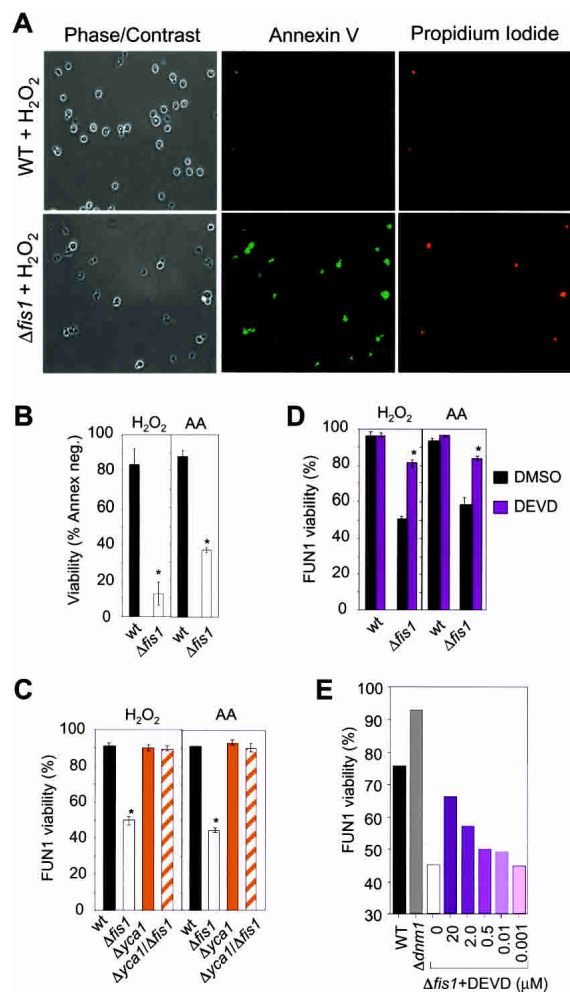 A
Phase/Contrast Annexin V Propidium Iodide
WT + H₂O₂
Δfis1 + H₂O₂
B
H₂O₂ AA
Viability (% Annex neg.)
100
80
60
40
20
0
wt Δfis1 wt Δfis1
* *
D
H₂O₂ AA
FUN1 viability (%)
100
80
60
40
20
0
* *
wt Δfis1 wt Δfis1
DMSO
DEVD
C
H₂O₂ AA
FUN1 viability (%)
100
80
60
40
20
0
* *
wt Δfis1 Δyca1 Δyca1/Δfis1 wt Δfis1 Δyca1 Δyca1/Δfis1
E
FUN1 viability (%)
100
90
80
70
60
50
40
30
WT Δdnm1 0 20 2.0 0.5 0.01 0.001
Δfis1+DEVD (μM)